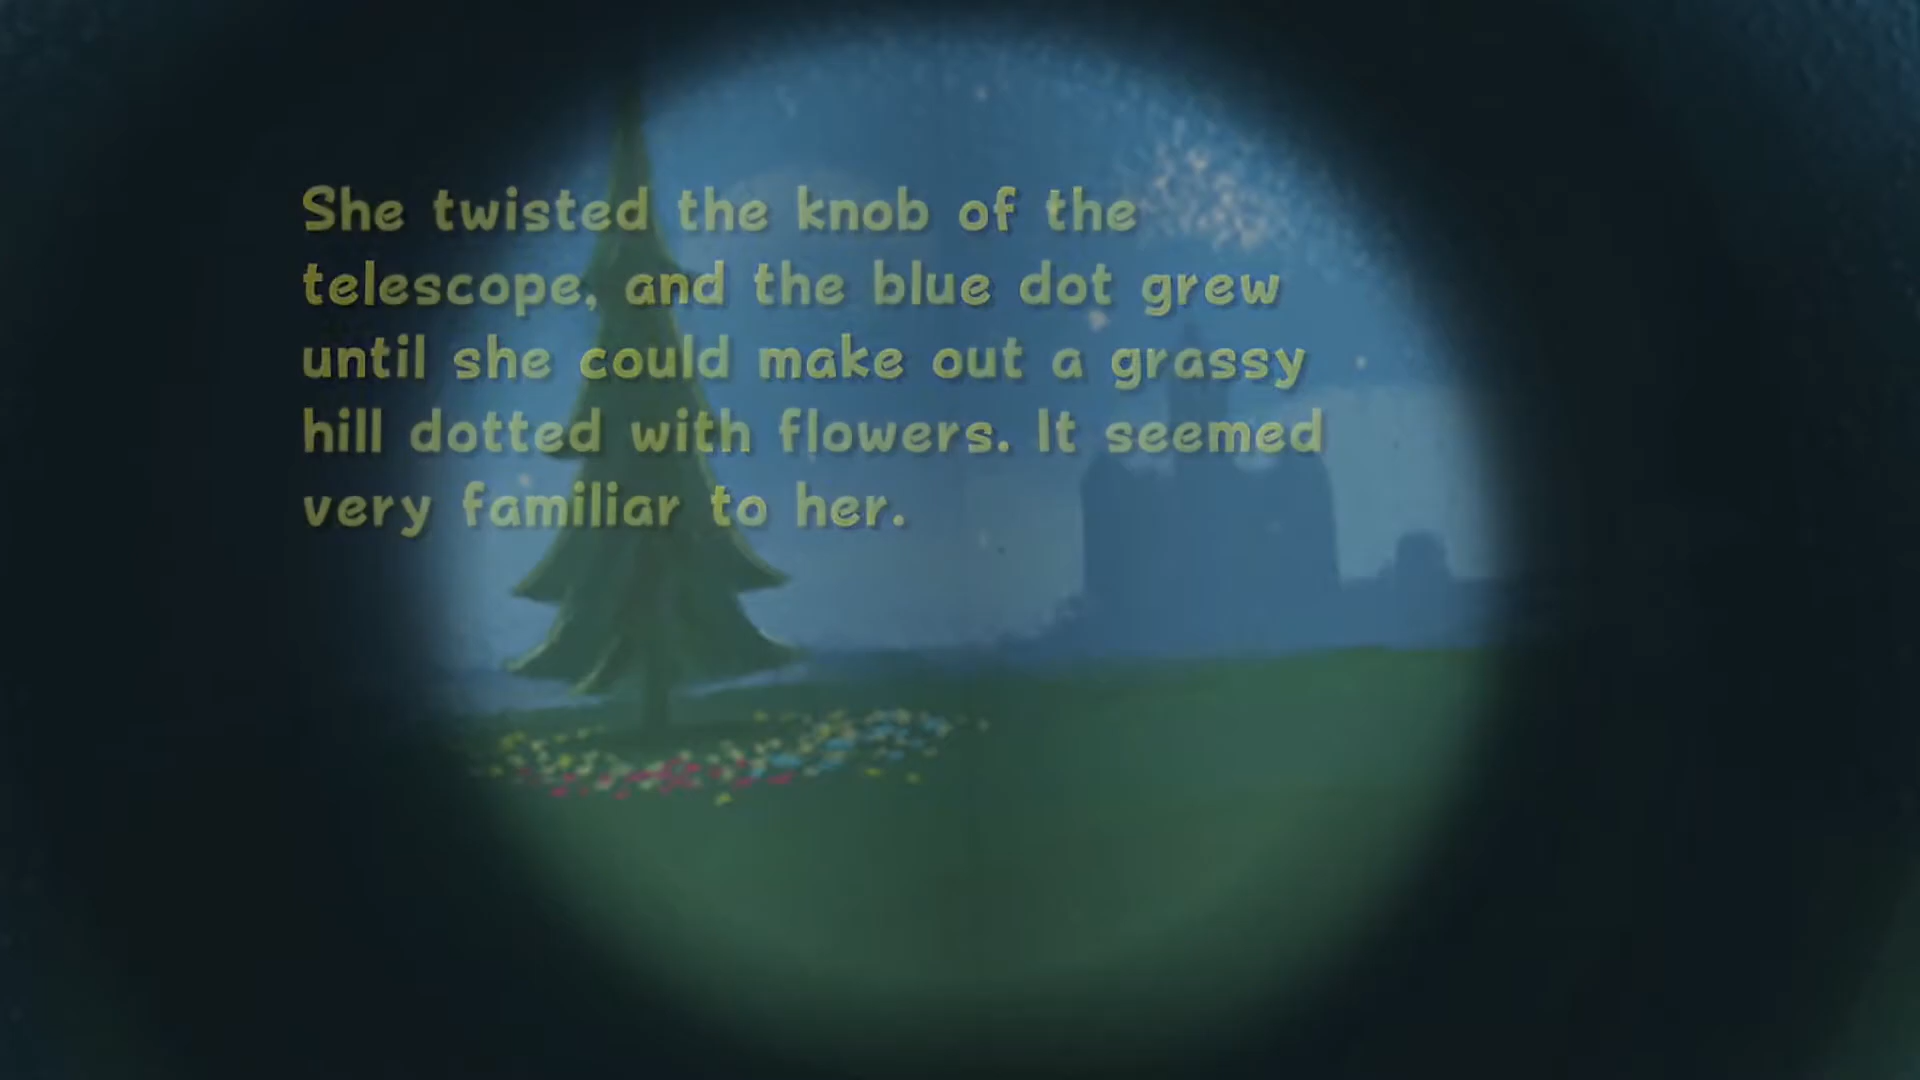 She twisted the knob of the
telescope, and the blue dot grew
until she could make out a grassy
hill dotted with flowers. It seemed
very familiar to her.